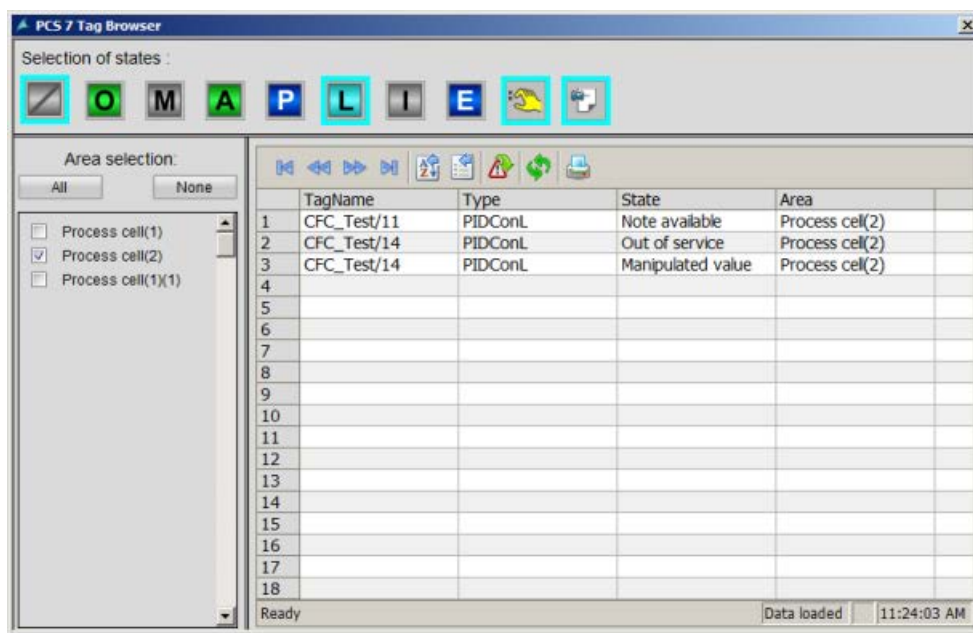 PCS 7 Tag Browser
Selection of states :
O M A P L I E
Area selection:
All None
Process cell(1)
Process cell(2)
Process cell(1)(1)
TagName Type State Area
1 CFC_Test/11 PIDConL Note available Process cell(2)
2 CFC_Test/14 PIDConL Out of service Process cell(2)
3 CFC_Test/14 PIDConL Manipulated value Process cell(2)
4
5
6
7
8
9
10
11
12
13
14
15
16
17
18
Ready Data loaded 11:24:03 AM